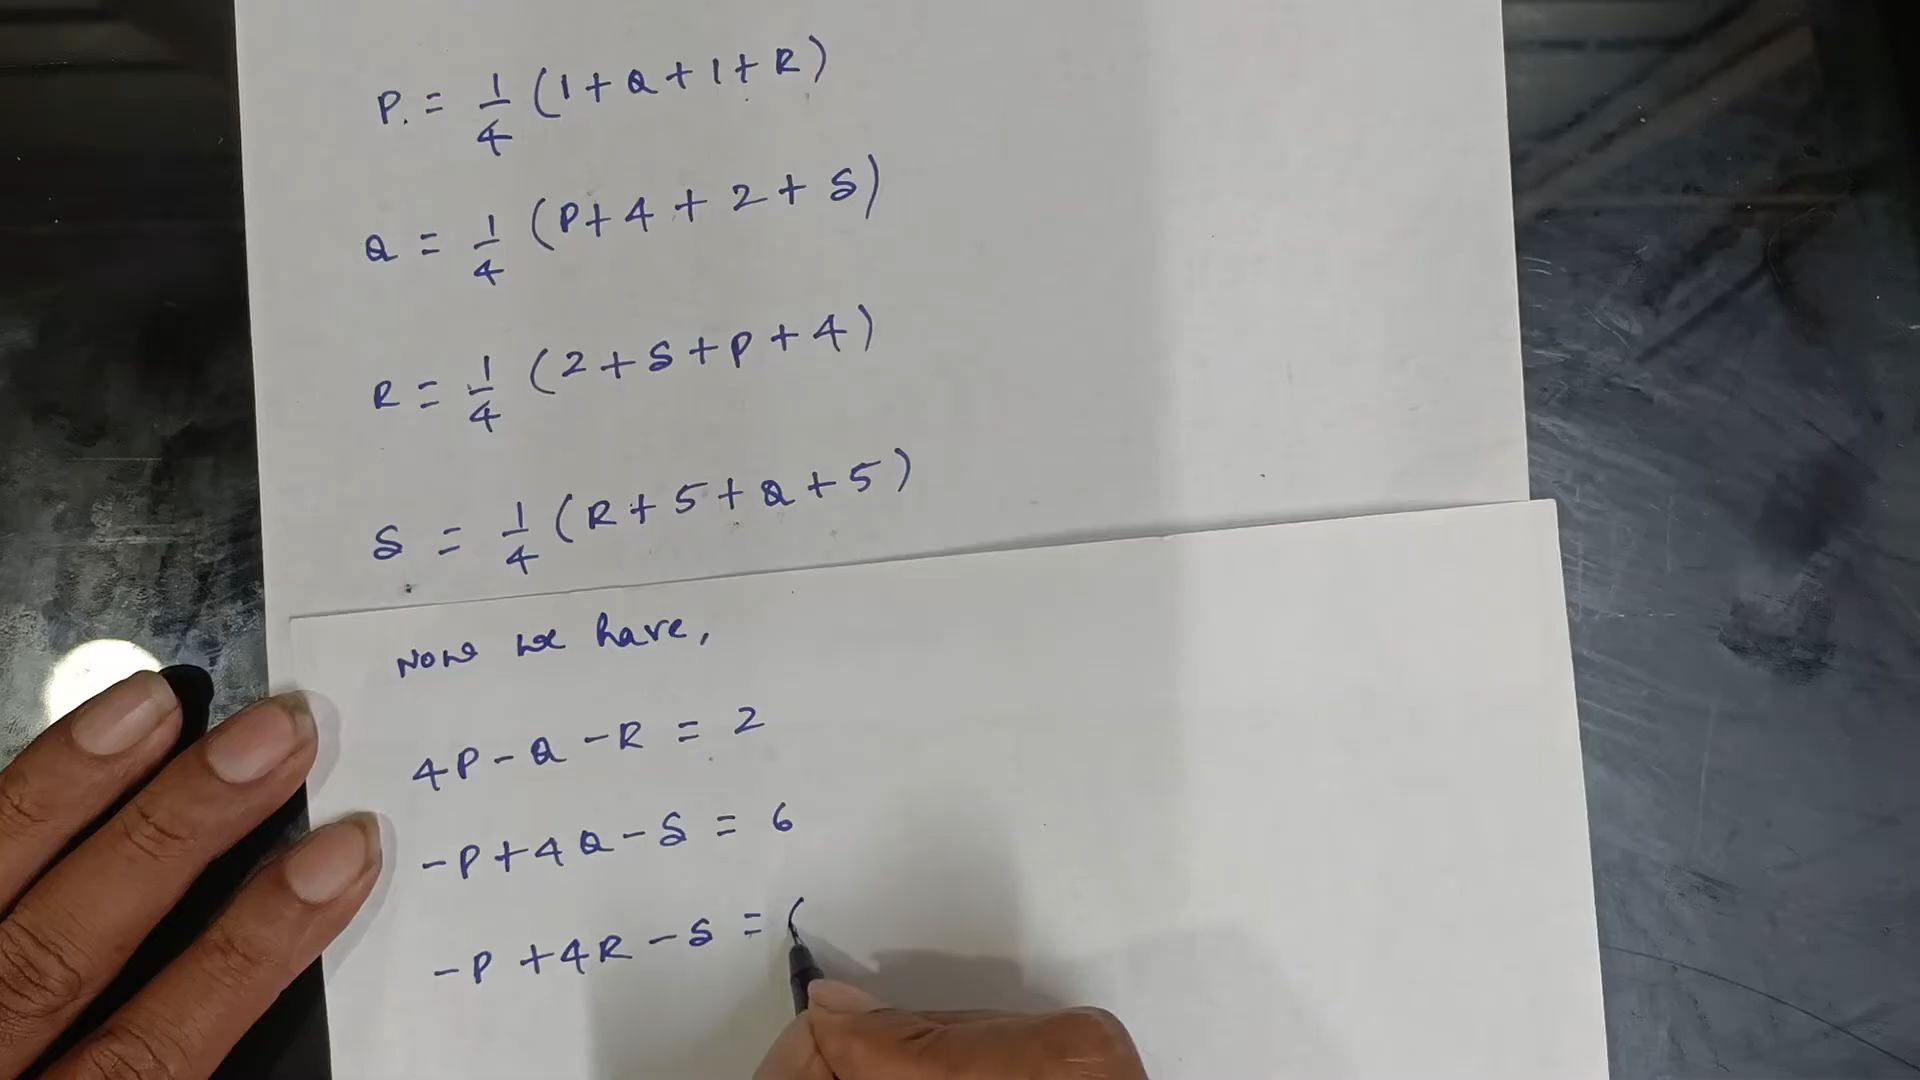 P. = 1/4 (1 + Q + 1 + R)
Q = 1/4 (P + 4 + 2 + S)
R = 1/4 (2 + S + P + 4)
S = 1/4 (R + 5 + Q + 5)
Now we have,
4P - Q - R = 2
-P + 4Q - S = 6
-P + 4R - S =